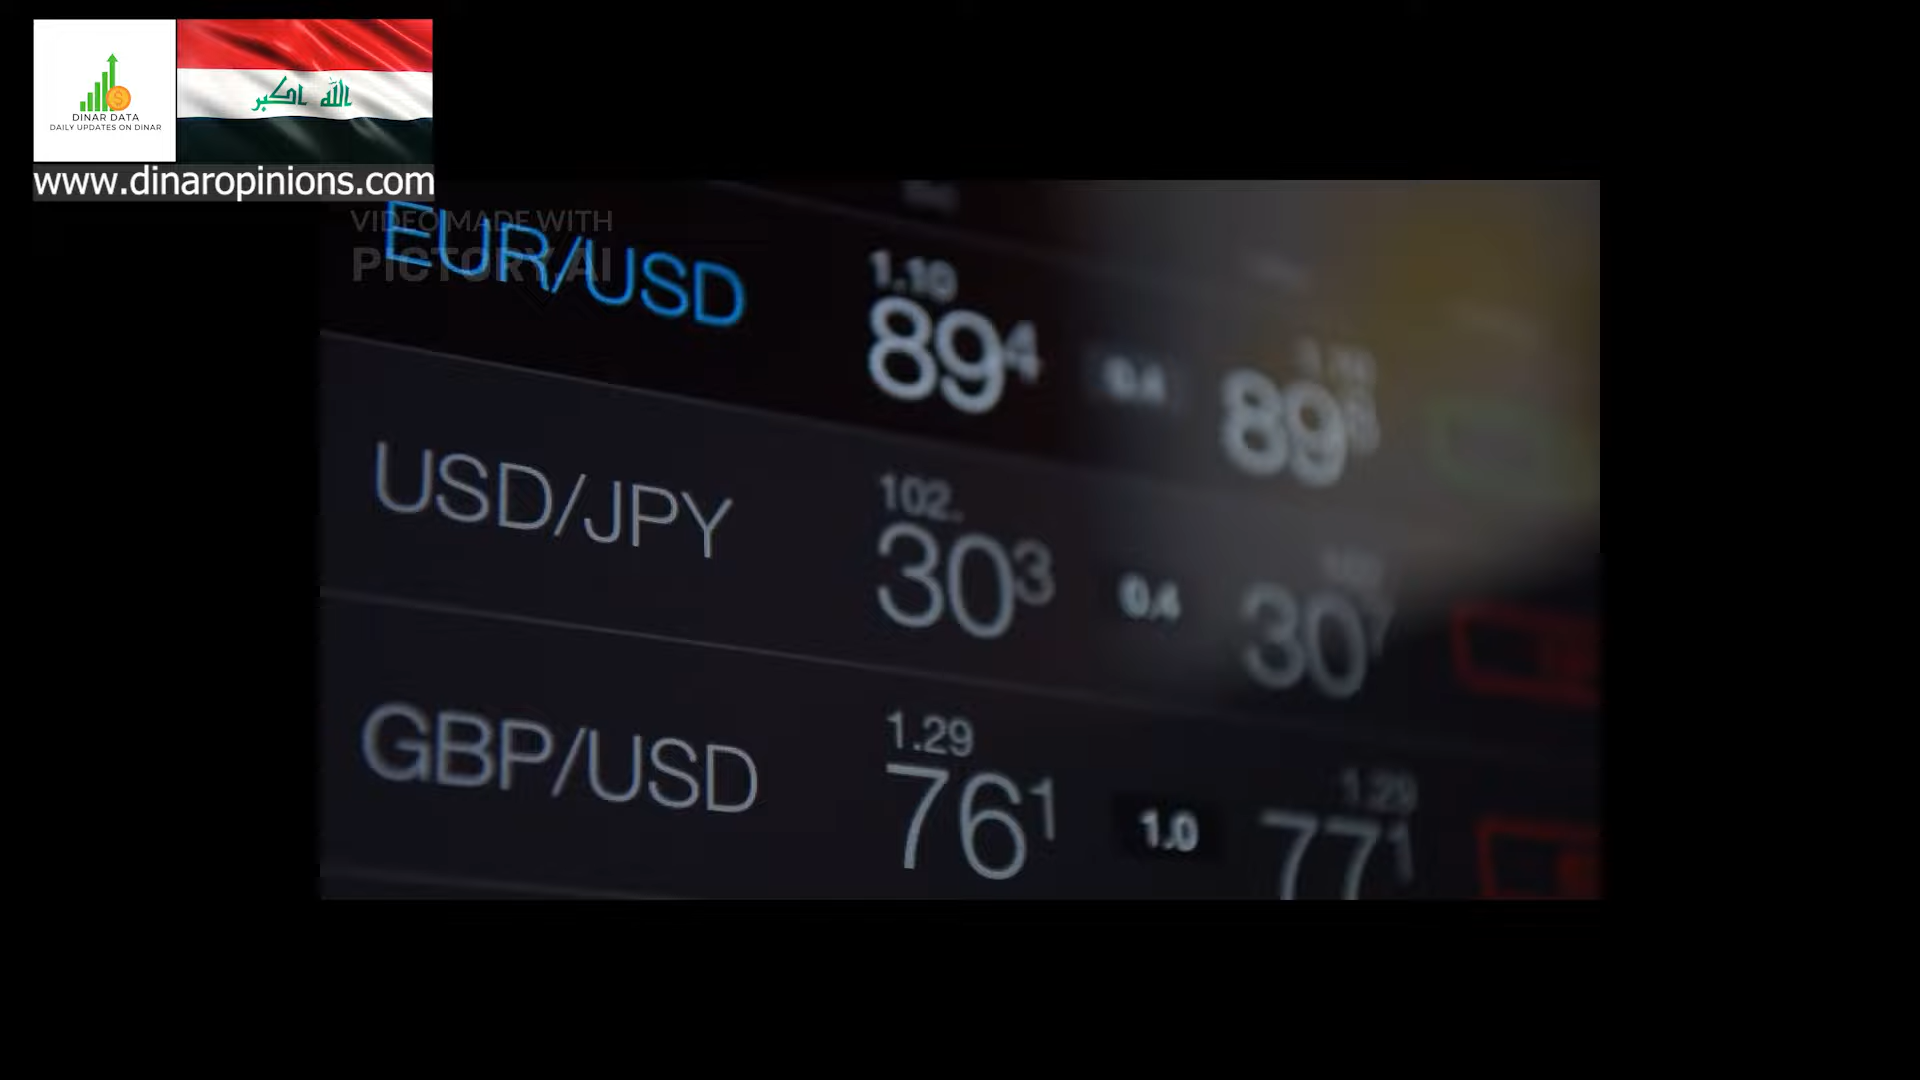 DINAR DATA
DAILY UPDATES ON DINAR
الله اكبر
www.dinaropinions.com
VIDEO MADE WITH
PICTORY.AI
EUR/USD
1.10
894
0.4
89
USD/JPY
102.
303
0.4
307
GBP/USD
1.29
761
1.0
1.29
771